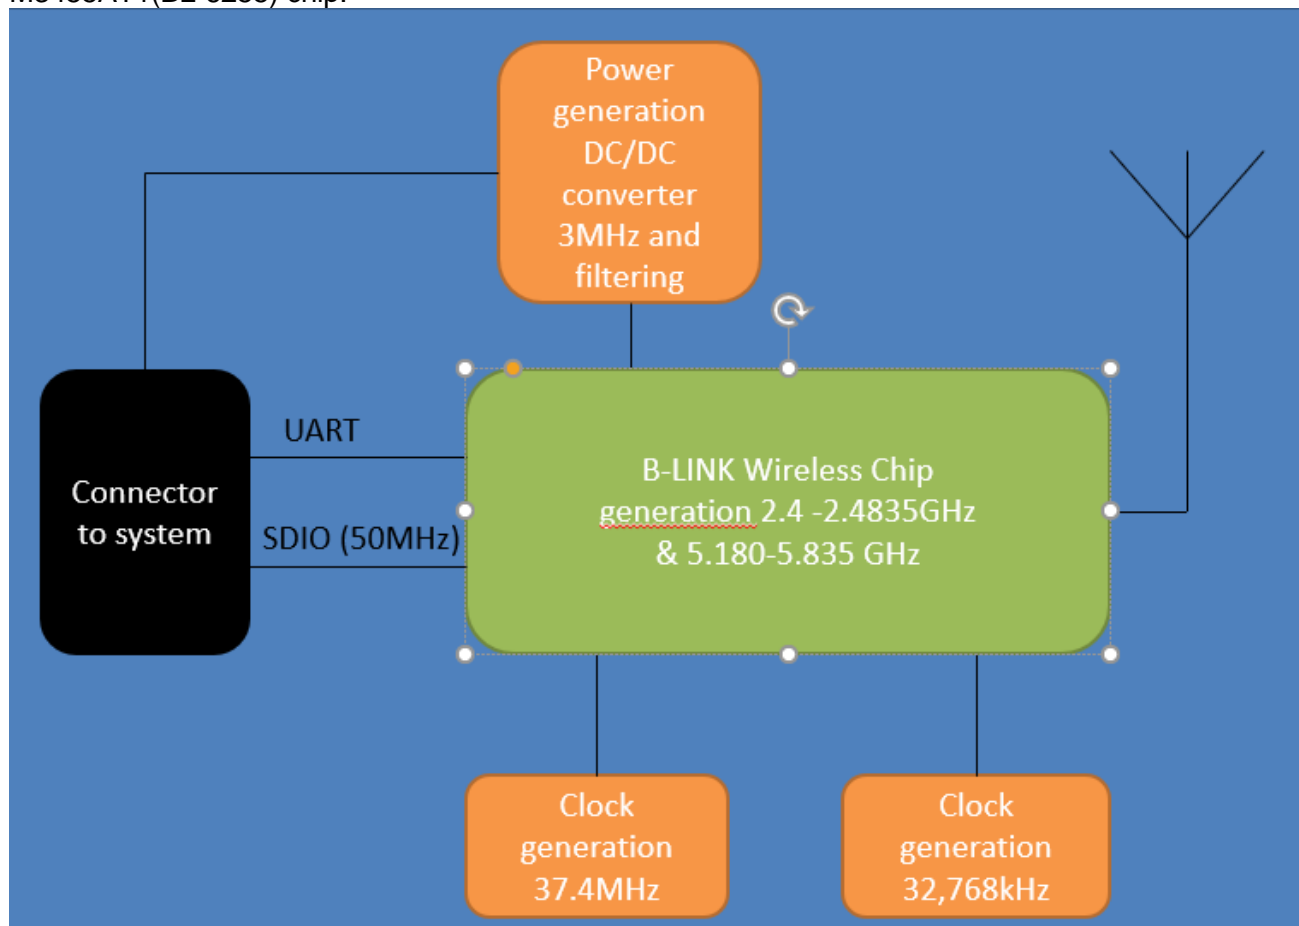 Power
generation
DC/DC
converter
3MHz and
filtering
UART
Connector
to system
SDIO (50MHz)
B-LINK Wireless Chip
generation 2.4 -2.4835GHz
& 5.180-5.835 GHz
Clock
generation
37.4MHz
Clock
generation
32,768kHz